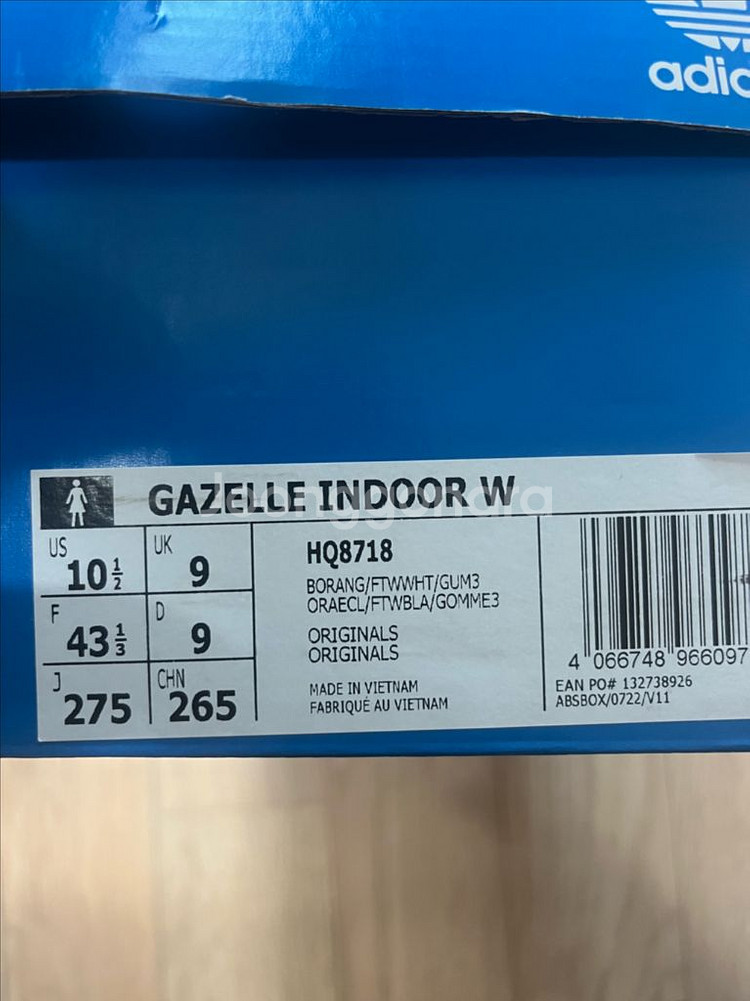 adid
GAZELLE INDOOR W
Joonggonara
US 10 1/2
UK 9
F 43 1/3
D 9
J 275
CHN 265
HQ8718
BORANG/FTWWHT/GUM3
ORAECL/FTWBLA/GOMME3
ORIGINALS
ORIGINALS
MADE IN VIETNAM
FABRIQUÉ AU VIETNAM
4 066748 966097
EAN PO# 132738926
ABSBOX/0722/V11